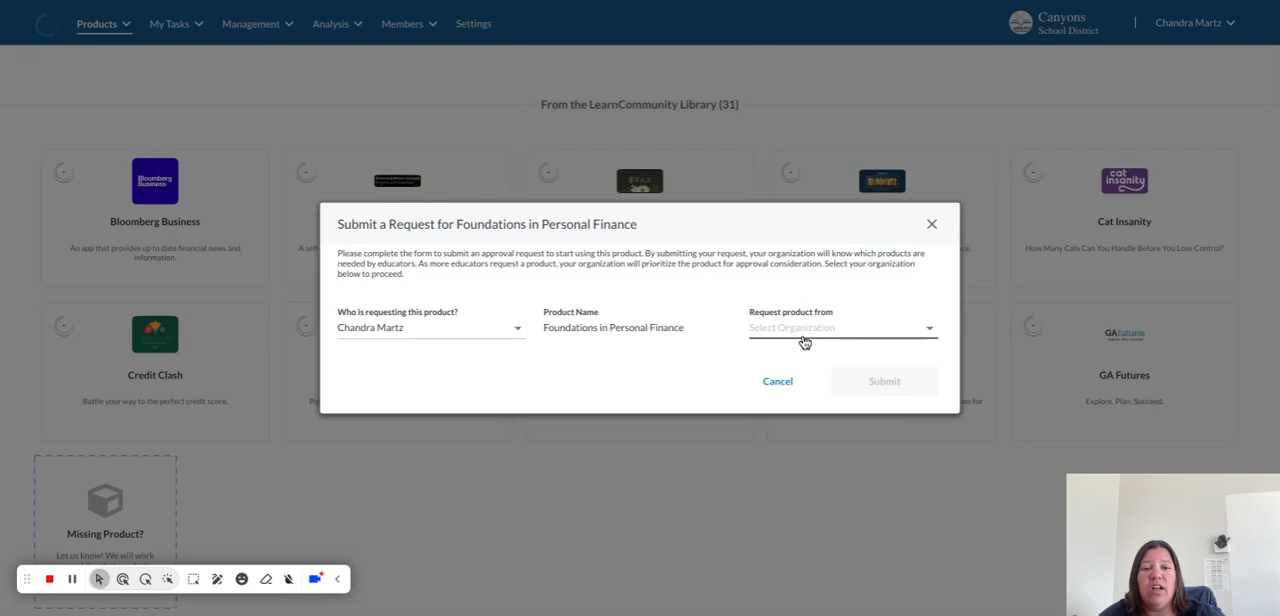 Products
My Tasks
Management
Analysis
Members
Settings
Canyons
School District
Chandra Martz
From the LearnCommunity Library (31)
Bloomberg
Business
Bloomberg Business
An app that provides up to date financial news and
information.
A self-
cat
insanity
Cat Insanity
How Many Cats Can You Handle Before You Lose Control?
Submit a Request for Foundations in Personal Finance
Please complete the form to submit an approval request to start using this product. By submitting your request, your organization will know which products are
needed by educators. As more educators request a product, your organization will prioritize the product for approval consideration. Select your organization
below to proceed.
Who is requesting this product?
Chandra Martz
Product Name
Foundations in Personal Finance
Request product from
Select Organization
Cancel
Submit
Credit Clash
Battle your way to the perfect credit score.
GAfutures
GA Futures
Explore. Plan. Succeed.
Missing Product?
Let us know! We will work